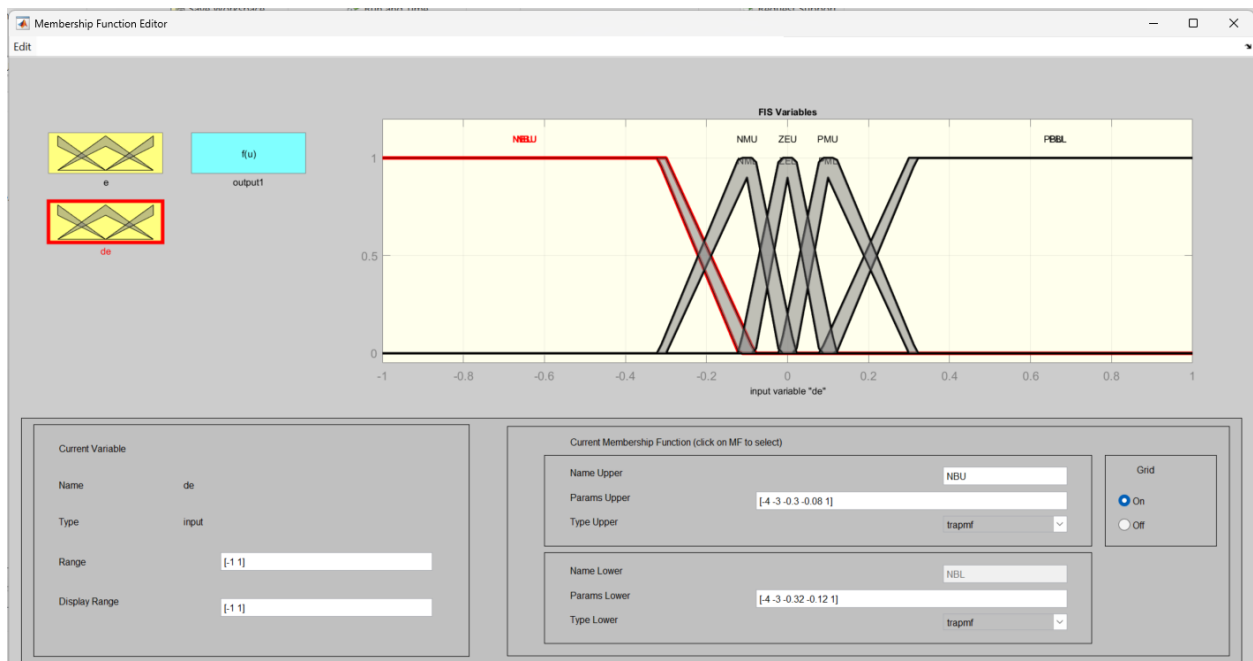 Membership Function Editor
Edit
FIS Variables
NMU ZEU PMU
1
0.5
0
-1 -0.8 -0.6 -0.4 -0.2 0 0.2 0.4 0.6 0.8 1
input variable "de"
f(u)
e output1
de
Current Variable
Name de
Type input
Range [-1 1]
Display Range [-1 1]
Current Membership Function (click on MF to select)
Name Upper NBU
Params Upper [-4 -3 -0.3 -0.08 1]
Type Upper trapmf
Name Lower NBL
Params Lower [-4 -3 -0.32 -0.12 1]
Type Lower trapmf
Grid
On
Off